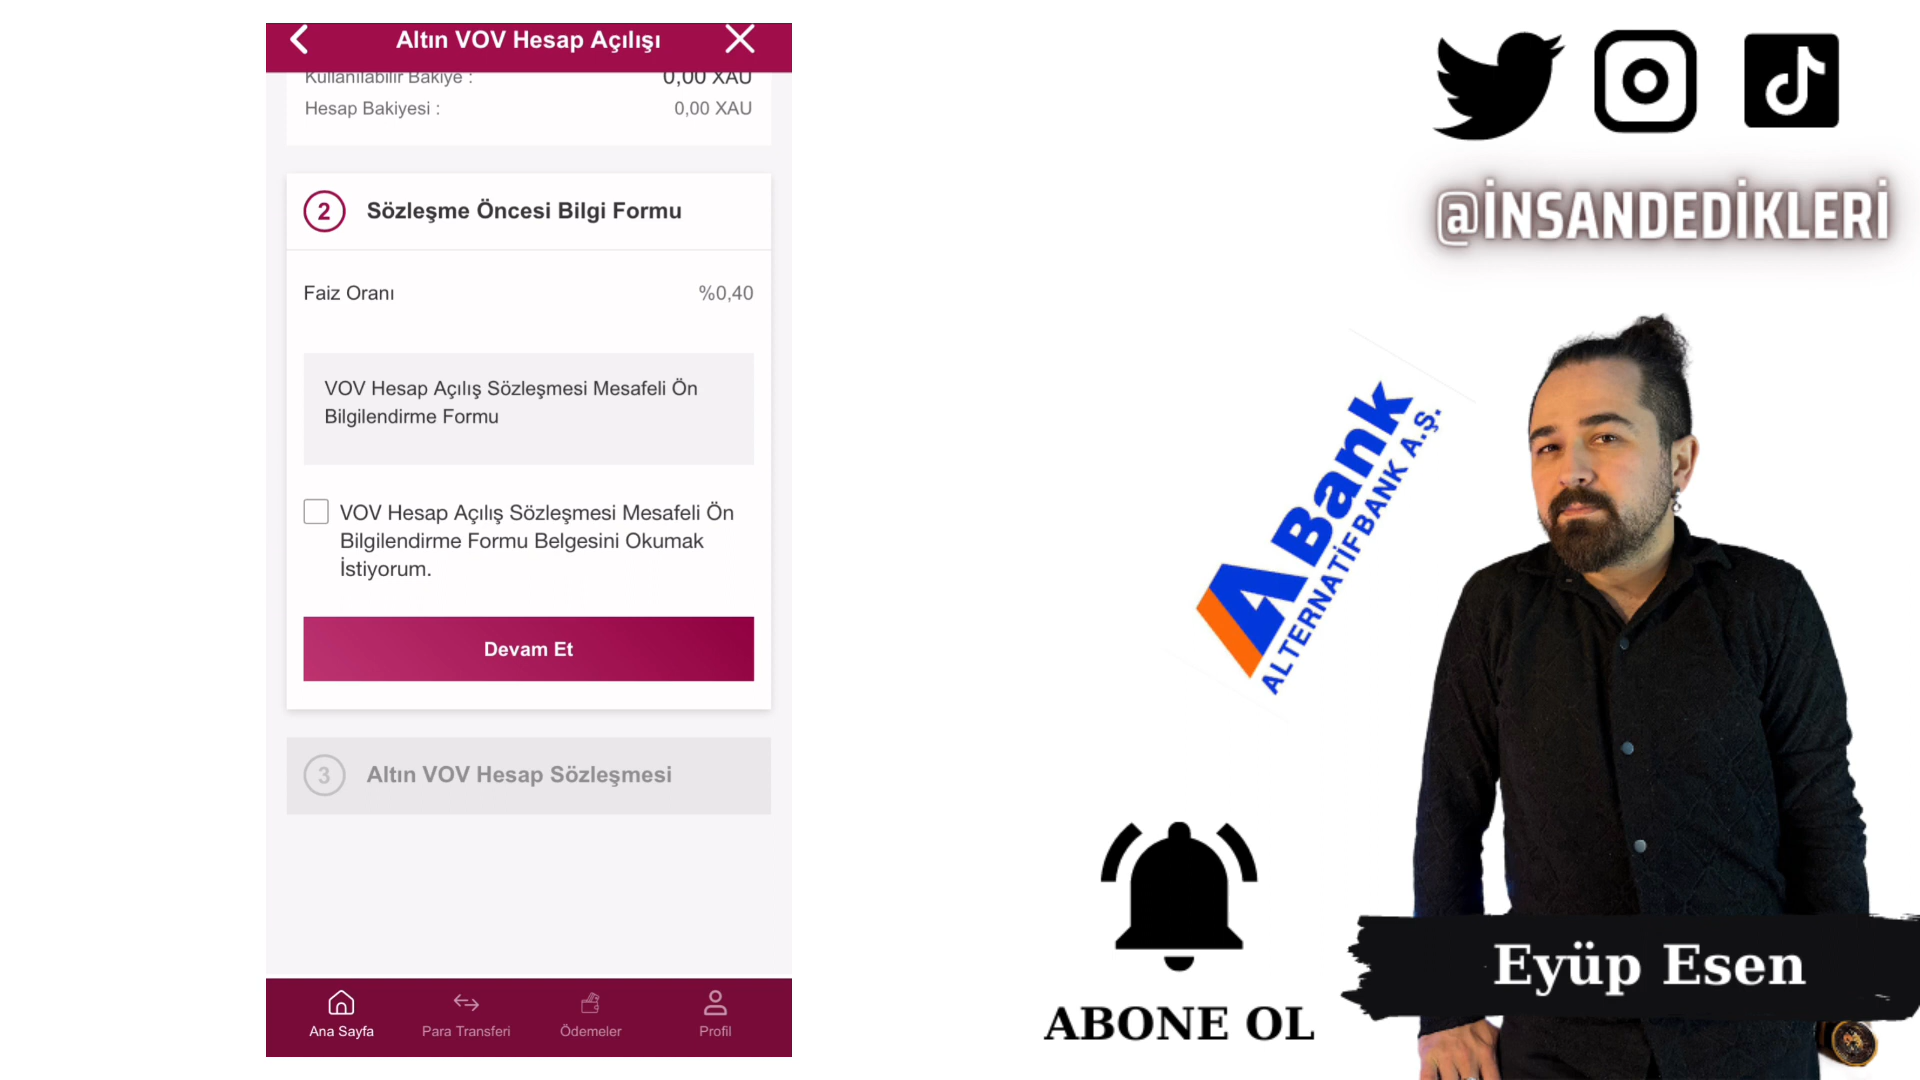 Altın VOV Hesap Açılışı
Kullanılabilir Bakiye : 0,00 XAU
Hesap Bakiyesi : 0,00 XAU
2 Sözleşme Öncesi Bilgi Formu
Faiz Oranı %0,40
VOV Hesap Açılış Sözleşmesi Mesafeli Ön
Bilgilendirme Formu
VOV Hesap Açılış Sözleşmesi Mesafeli Ön
Bilgilendirme Formu Belgesini Okumak
İstiyorum.
Devam Et
3 Altın VOV Hesap Sözleşmesi
Ana Sayfa Para Transferi Ödemeler Profil
@İNSANDEDİKLERİ
ABank
ALTERNATİFBANK A.Ş.
ABONE OL
Eyüp Esen